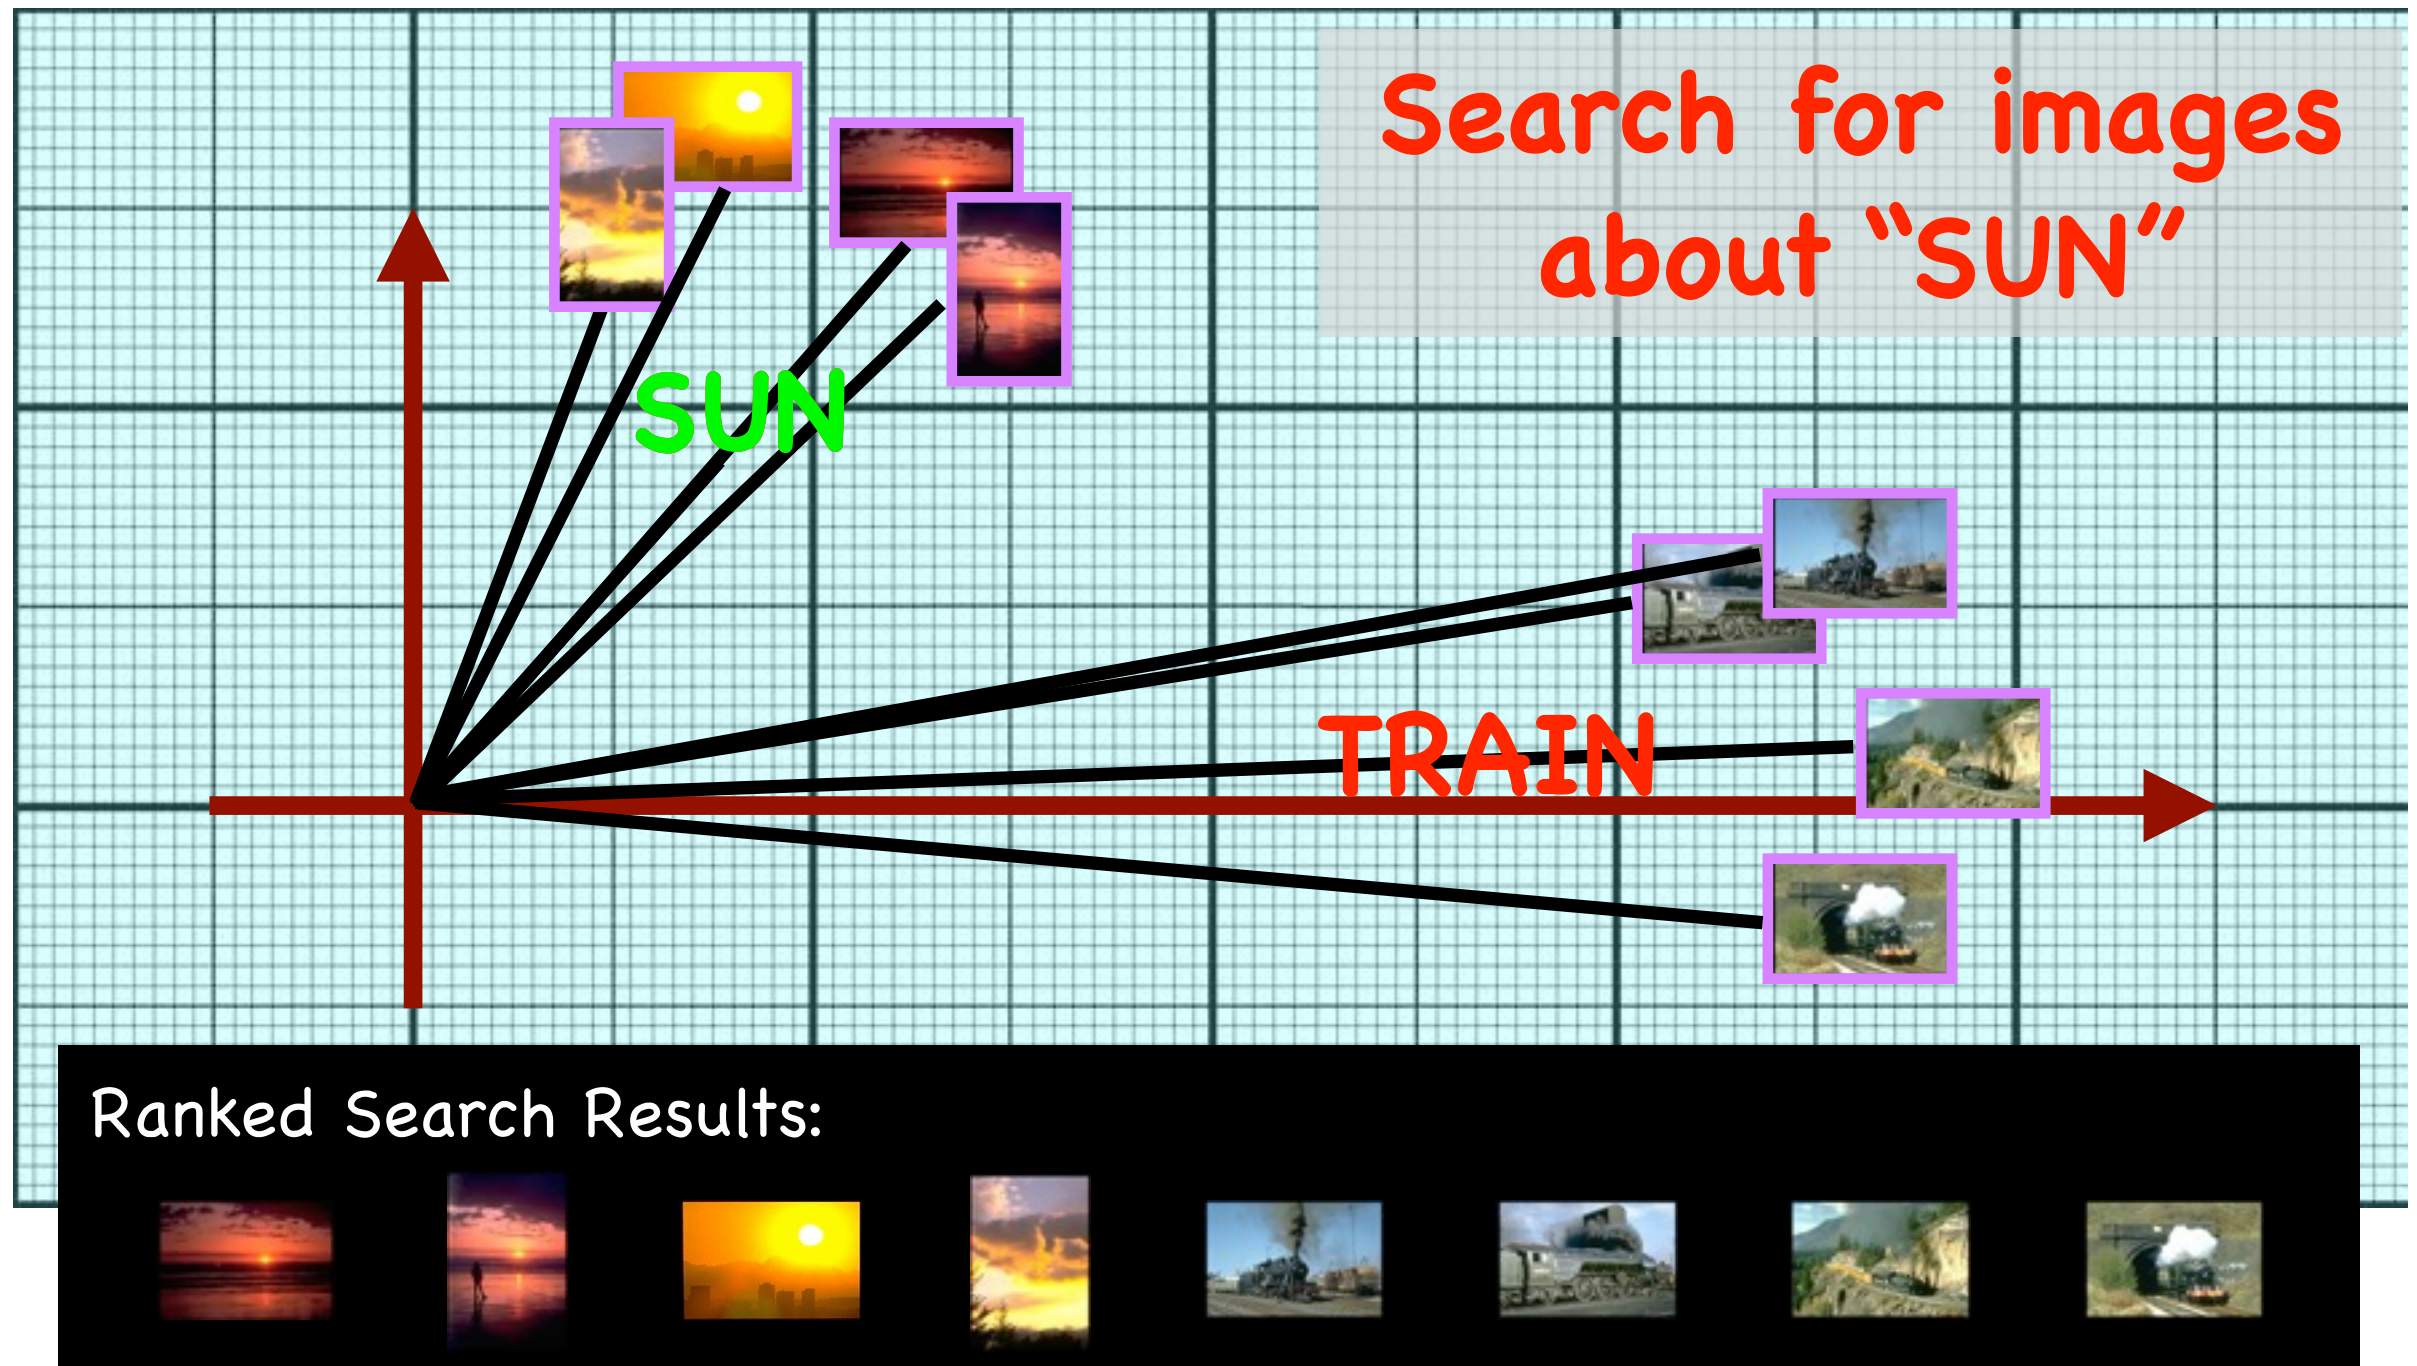 Search for images
about “SUN”
SUN
TRAIN
Ranked Search Results: